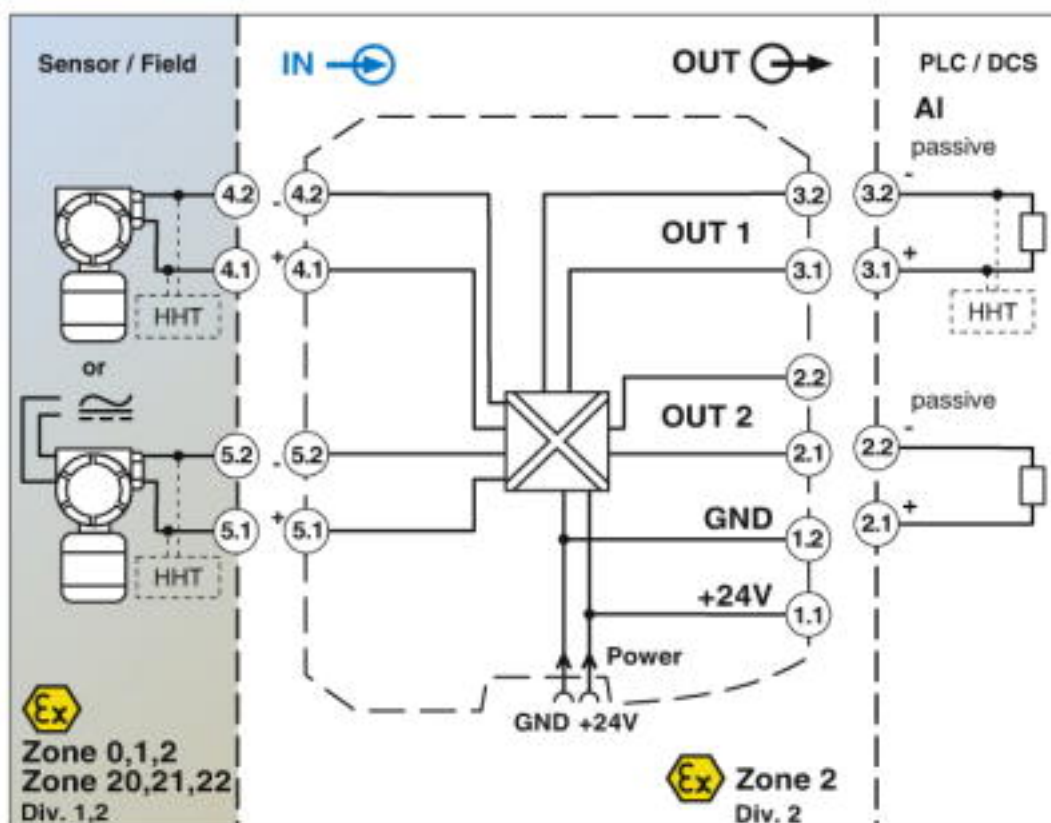 Sensor / Field
IN
OUT
PLC / DCS
AI
passive
4.2
-
4.2
3.2
3.2
-
OUT 1
4.1
+
4.1
3.1
3.1
+
HHT
HHT
or
2.2
passive
OUT 2
5.2
-
5.2
2.1
2.2
-
GND
5.1
+
5.1
1.2
2.1
+
HHT
+24V
1.1
Power
GND +24V
Ex
Zone 0,1,2
Zone 20,21,22
Div. 1,2
Ex
Zone 2
Div. 2